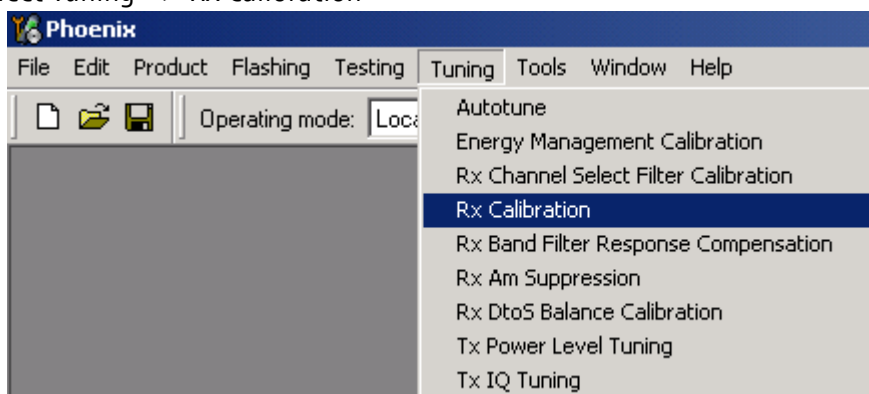 Tuning Calibration
Phoenix
File Edit Product Flashing Testing Tuning Tools Window Help
Operating mode:
Autotune
Energy Management Calibration
Rx Channel Select Filter Calibration
Rx Calibration
Rx Band Filter Response Compensation
Rx Am Suppression
Rx DtoS Balance Calibration
Tx Power Level Tuning
Tx IQ Tuning